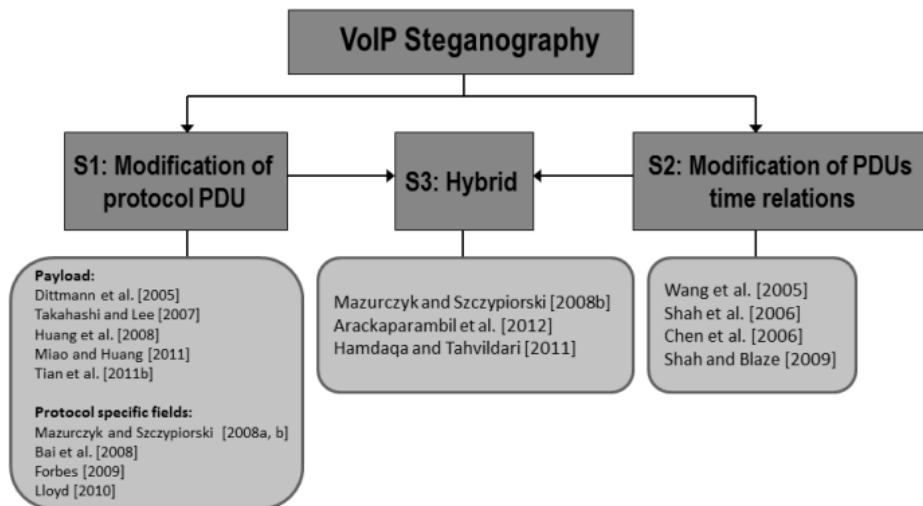 VoIP Steganography
S1: Modification of
protocol PDU
S3: Hybrid
S2: Modification of PDUs
time relations
Payload:
Dittmann et al. [2005]
Takahashi and Lee [2007]
Huang et al. [2008]
Miao and Huang [2011]
Tian et al. [2011b]
Protocol specific fields:
Mazurczyk and Szczypiorski [2008a, b]
Bai et al. [2008]
Forbes [2009]
Lloyd [2010]
Mazurczyk and Szczypiorski [2008b]
Arackaparambil et al. [2012]
Hamdaqa and Tahvildari [2011]
Wang et al. [2005]
Shah et al. [2006]
Chen et al. [2006]
Shah and Blaze [2009]